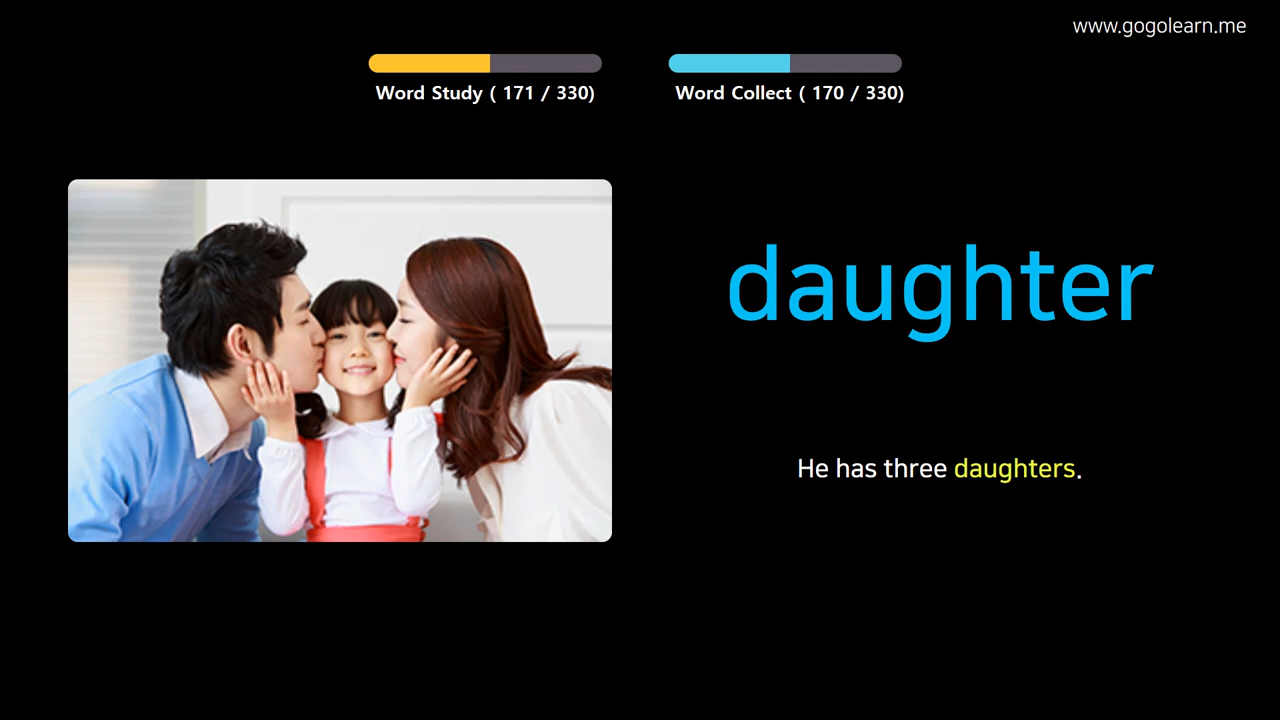 www.gogolearn.me
Word Study ( 171 / 330)
Word Collect ( 170 / 330)
daughter
He has three daughters.